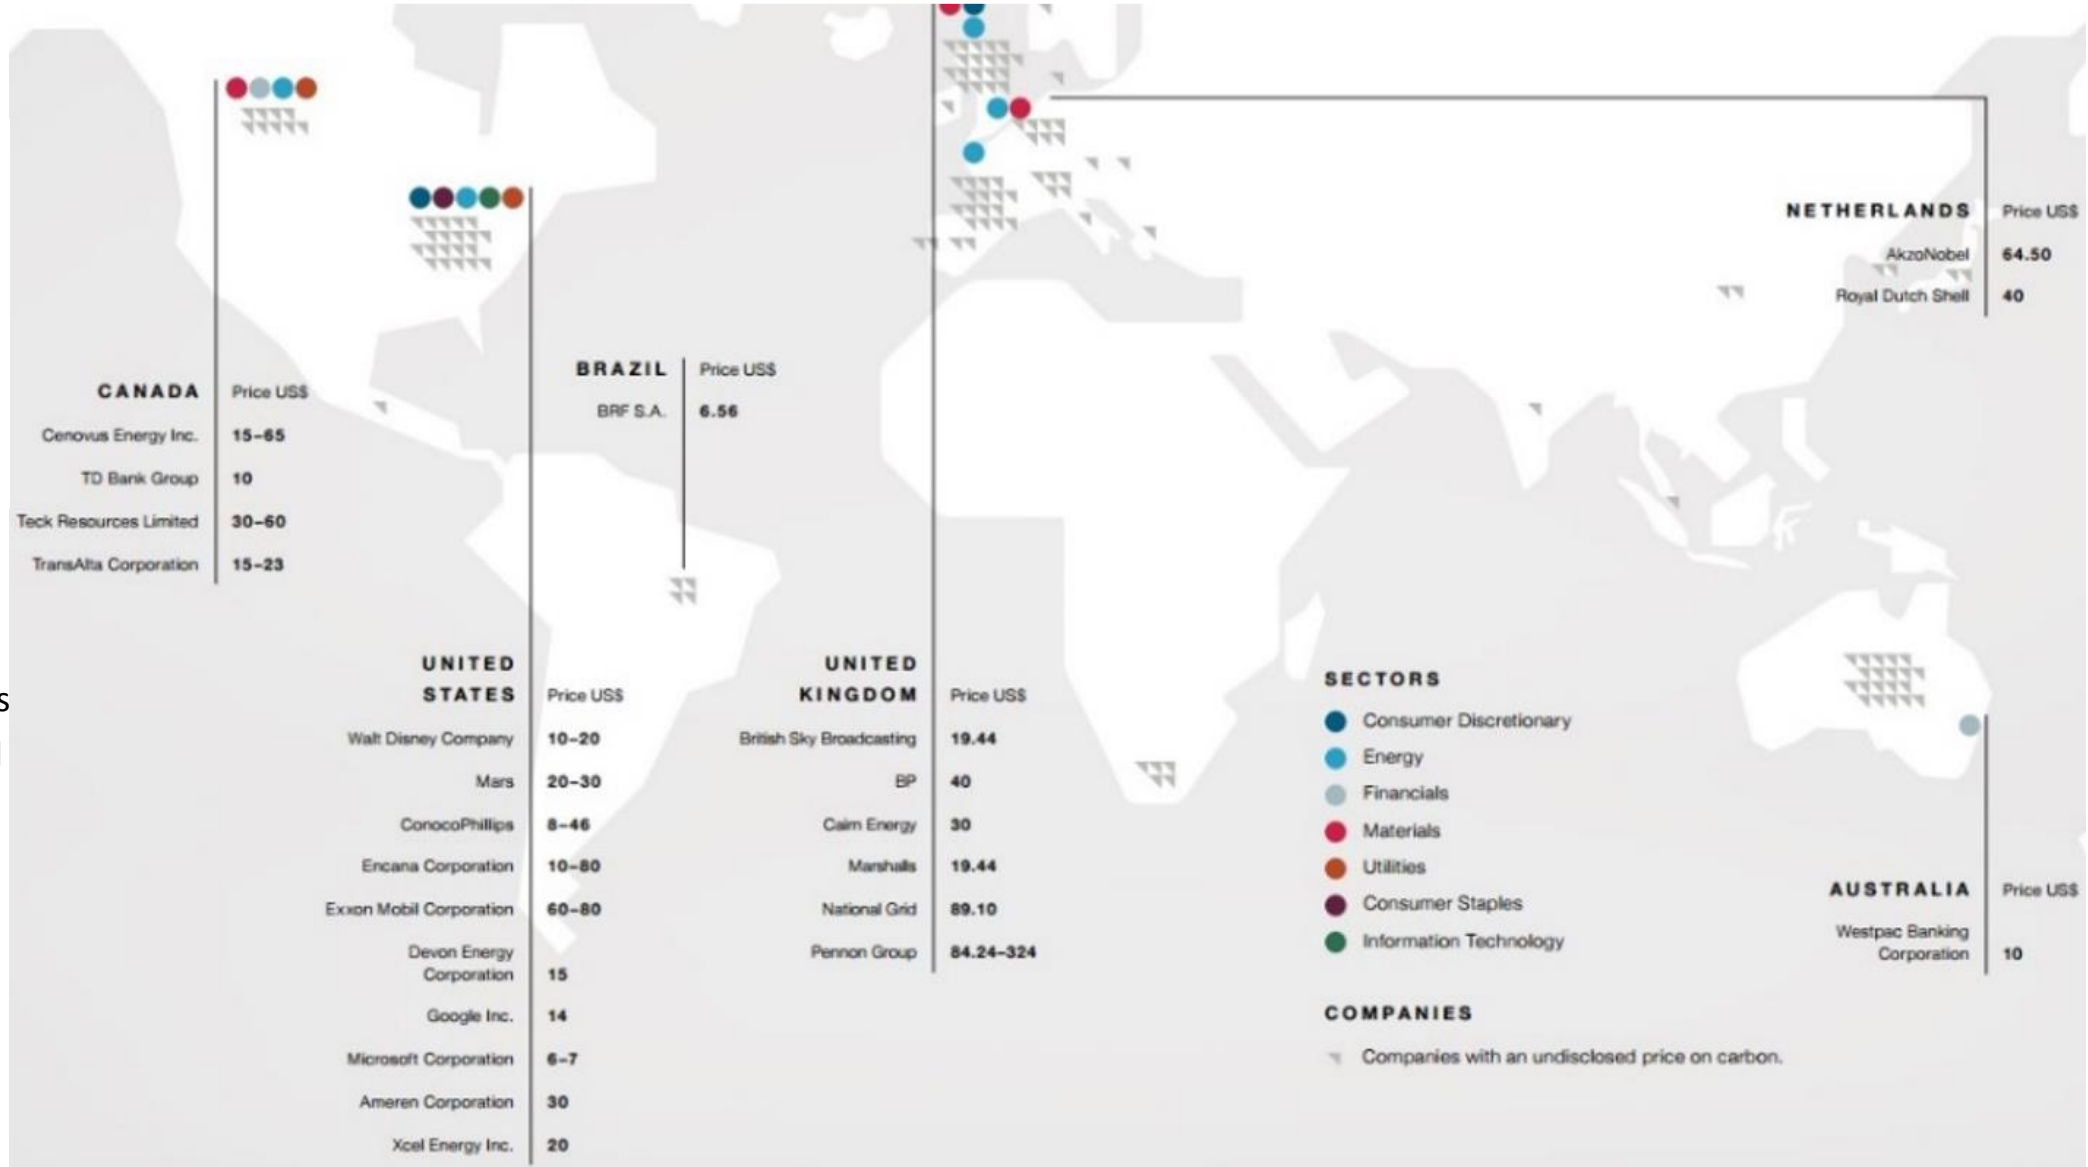 NETHERLANDS Price US$
AkzoNobel 64.50
Royal Dutch Shell 40
CANADA Price US$
Cenovus Energy Inc. 15–65
TD Bank Group 10
Teck Resources Limited 30–60
TransAlta Corporation 15–23
BRAZIL Price US$
BRF S.A. 6.56
UNITED
STATES Price US$
Walt Disney Company 10–20
Mars 20–30
ConocoPhillips 8–46
Encana Corporation 10–80
Exxon Mobil Corporation 60–80
Devon Energy
Corporation 15
Google Inc. 14
Microsoft Corporation 6–7
Ameren Corporation 30
Xcel Energy Inc. 20
UNITED
KINGDOM Price US$
British Sky Broadcasting 19.44
BP 40
Cairn Energy 30
Marshalls 19.44
National Grid 89.10
Pennon Group 84.24–324
SECTORS
Consumer Discretionary
Energy
Financials
Materials
Utilities
Consumer Staples
Information Technology
COMPANIES
Companies with an undisclosed price on carbon.
AUSTRALIA Price US$
Westpac Banking
Corporation 10
s